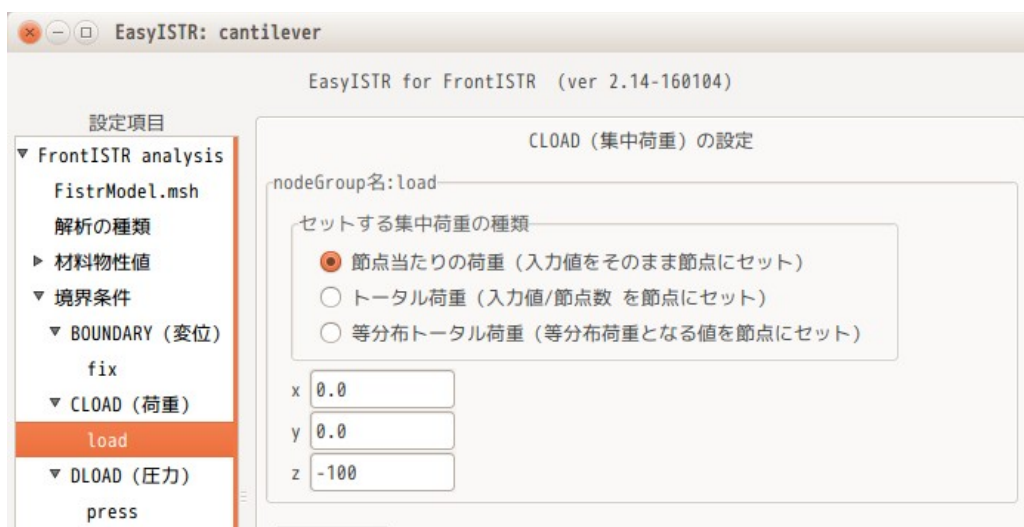 EasyISTR: cantilever
EasyISTR for FrontISTR (ver 2.14-160104)
設定項目
FrontISTR analysis
FistrModel.msh
解析の種類
材料物性値
境界条件
BOUNDARY (変位)
fix
CLOAD (荷重)
load
DLOAD (圧力)
press
CLOAD (集中荷重) の設定
nodeGroup名:load
セットする集中荷重の種類
節点当たりの荷重 (入力値をそのまま節点にセット)
トータル荷重 (入力値/節点数 を節点にセット)
等分布トータル荷重 (等分布荷重となる値を節点にセット)
x 0.0
y 0.0
z -100